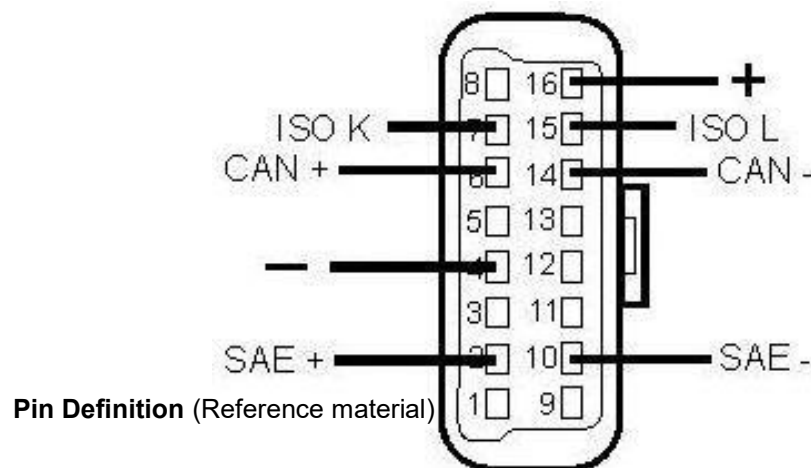 8 16 +
ISO K 7 15 ISO L
CAN + 6 14 CAN -
5 13
— 4 12
3 11
SAE + 2 10 SAE -
Pin Definition (Reference material) 1 9